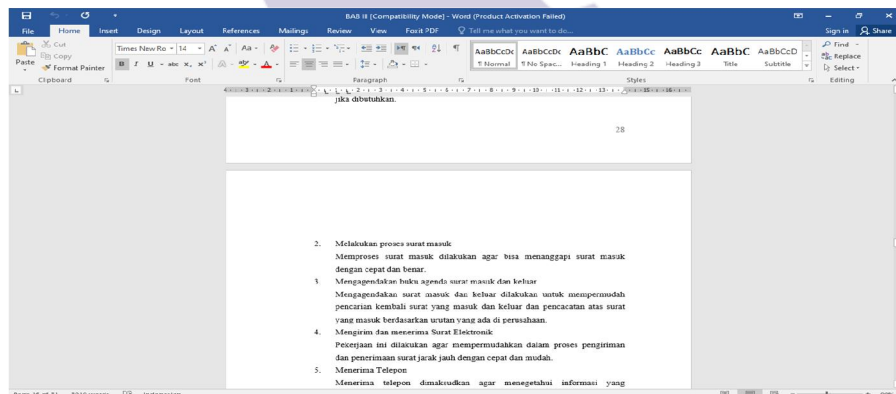 BAB III [Compatibility Mode] - Word (Product Activation Failed)
File Home Insert Design Layout References Mailings Review View Foxit PDF Tell me what you want to do... Sign in Share
Cut
Copy
Format Painter
Paste
Times New Ro 14
Clipboard Font Paragraph Styles Editing
AaBbCcDc AaBbCcDc AaBbC AaBbCc AaBbCc AaBbC AaBbCcD
¶ Normal ¶ No Spac... Heading 1 Heading 2 Heading 3 Title Subtitle
Find
Replace
Select
jika dibutuhkan.
28
2. Melakukan proses surat masuk
Memproses surat masuk dilakukan agar bisa menanggapi surat masuk
dengan cepat dan benar.
3. Mengagendakan buku agenda surat masuk dan keluar
Mengagendakan surat masuk dan keluar dilakukan untuk mempermudah
pencarian kembali surat yang masuk dan keluar dan pencacatan atas surat
yang masuk berdasarkan urutan yang ada di perusahaan.
4. Mengirim dan menerima Surat Elektronik
Pekerjaan ini dilakukan agar mempermudahkan dalam proses pengiriman
dan penerimaan surat jarak jauh dengan cepat dan mudah.
5. Menerima Telepon
Menerima telepon dimaksudkan agar menegetahui informasi yang